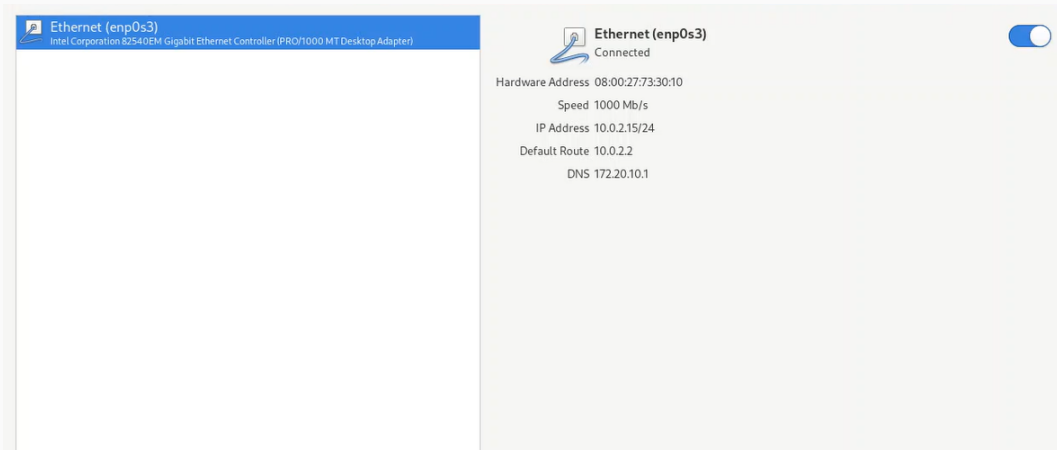 Ethernet (enp0s3)
Intel Corporation 82540EM Gigabit Ethernet Controller (PRO/1000 MT Desktop Adapter)
Ethernet (enp0s3)
Connected
Hardware Address 08:00:27:73:30:10
Speed 1000 Mb/s
IP Address 10.0.2.15/24
Default Route 10.0.2.2
DNS 172.20.10.1